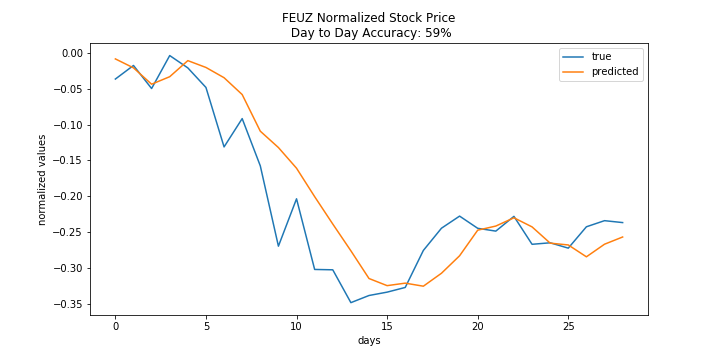 FEUZ Normalized Stock Price
Day to Day Accuracy: 59%
true
predicted
normalized values
0.00
−0.05
−0.10
−0.15
−0.20
−0.25
−0.30
−0.35
0 5 10 15 20 25
days